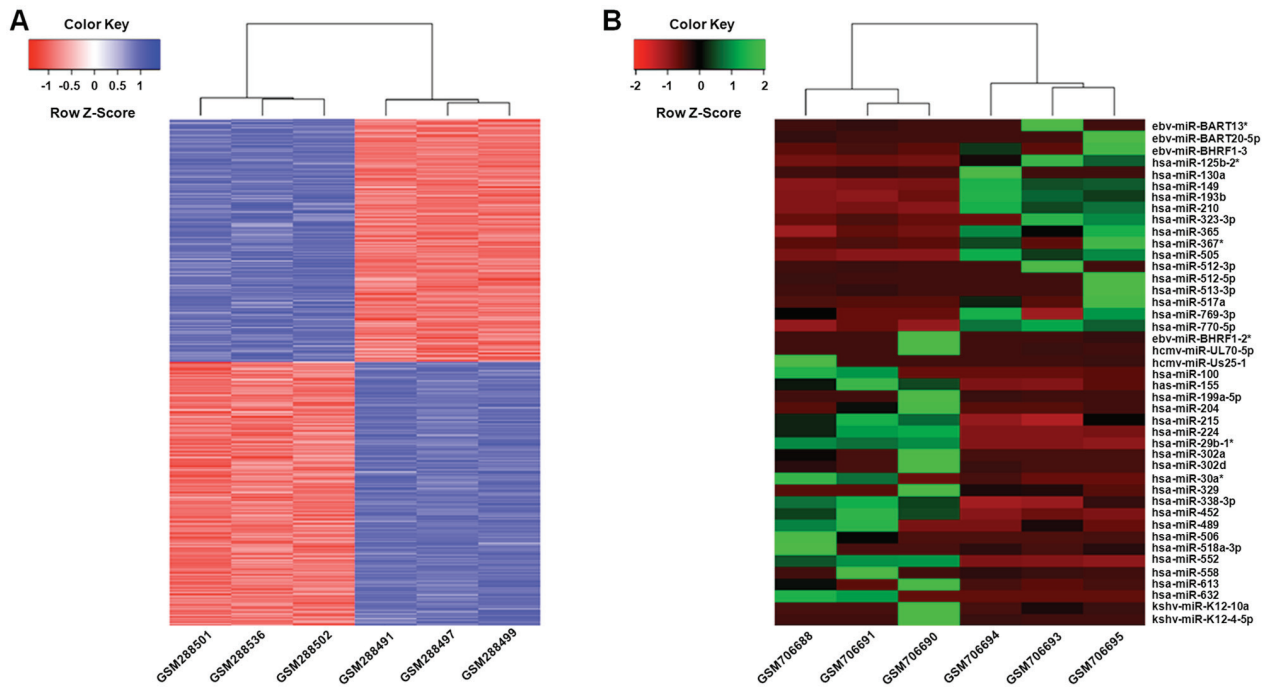 A
Color Key
-1 -0.5 0 0.5 1
Row Z-Score
GSM288501
GSM288536
GSM288502
GSM288491
GSM288497
GSM288499
B
Color Key
-2 -1 0 1 2
Row Z-Score
ebv-miR-BART13*
ebv-miR-BART20-5p
ebv-miR-BHRF1-3
hsa-miR-125b-2*
hsa-miR-130a
hsa-miR-149
hsa-miR-193b
hsa-miR-210
hsa-miR-323-3p
hsa-miR-365
hsa-miR-367*
hsa-miR-505
hsa-miR-512-3p
hsa-miR-512-5p
hsa-miR-513-3p
hsa-miR-517a
hsa-miR-769-3p
hsa-miR-770-5p
ebv-miR-BHRF1-2*
hcmv-miR-UL70-5p
hcmv-miR-Us25-1
hsa-miR-100
has-miR-155
hsa-miR-199a-5p
hsa-miR-204
hsa-miR-215
hsa-miR-224
hsa-miR-29b-1*
hsa-miR-302a
hsa-miR-302d
hsa-miR-30a*
hsa-miR-329
hsa-miR-338-3p
hsa-miR-452
hsa-miR-489
hsa-miR-506
hsa-miR-518a-3p
hsa-miR-552
hsa-miR-558
hsa-miR-613
hsa-miR-632
kshv-miR-K12-10a
kshv-miR-K12-4-5p
GSM706688
GSM706691
GSM706690
GSM706694
GSM706693
GSM706695